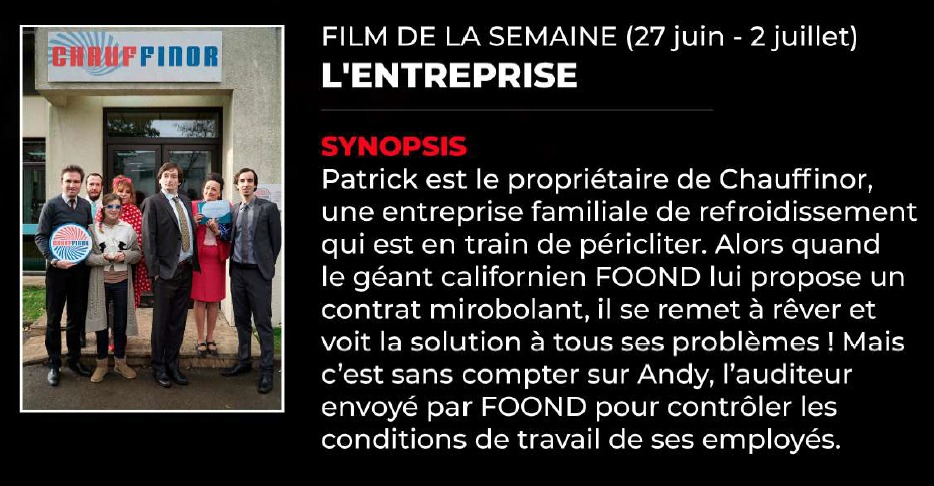 CHAUFFINOR
CHAUFFINOR
FILM DE LA SEMAINE (27 juin - 2 juillet)
L'ENTREPRISE
SYNOPSIS
Patrick est le propriétaire de Chauffinor,
une entreprise familiale de refroidissement
qui est en train de péricliter. Alors quand
le géant californien FOOND lui propose un
contrat mirobolant, il se remet à rêver et
voit la solution à tous ses problèmes ! Mais
c’est sans compter sur Andy, l’auditeur
envoyé par FOOND pour contrôler les
conditions de travail de ses employés.